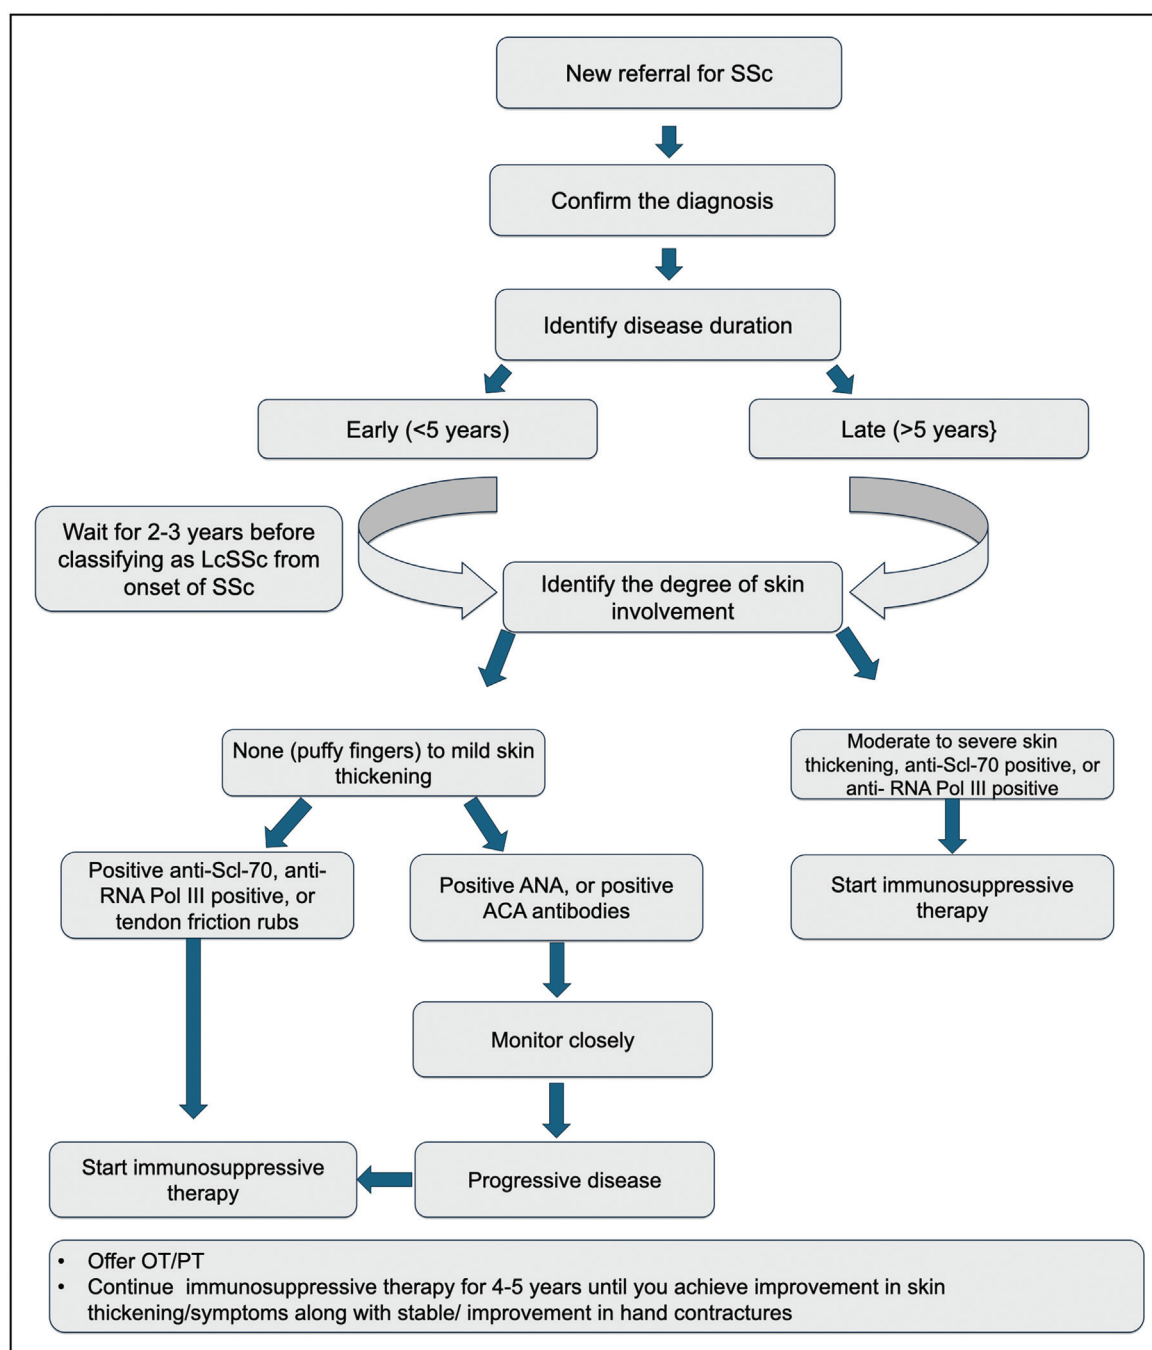 New referral for SSc
Confirm the diagnosis
Identify disease duration
Early (<5 years)
Late (>5 years}
Wait for 2-3 years before
classifying as LcSSc from
onset of SSc
Identify the degree of skin
involvement
None (puffy fingers) to mild skin
thickening
Moderate to severe skin
thickening, anti-Scl-70 positive, or
anti- RNA Pol III positive
Positive anti-Scl-70, anti-
RNA Pol III positive, or
tendon friction rubs
Positive ANA, or positive
ACA antibodies
Start immunosuppressive
therapy
Monitor closely
Start immunosuppressive
therapy
Progressive disease
• Offer OT/PT
• Continue immunosuppressive therapy for 4-5 years until you achieve improvement in skin
thickening/symptoms along with stable/ improvement in hand contractures